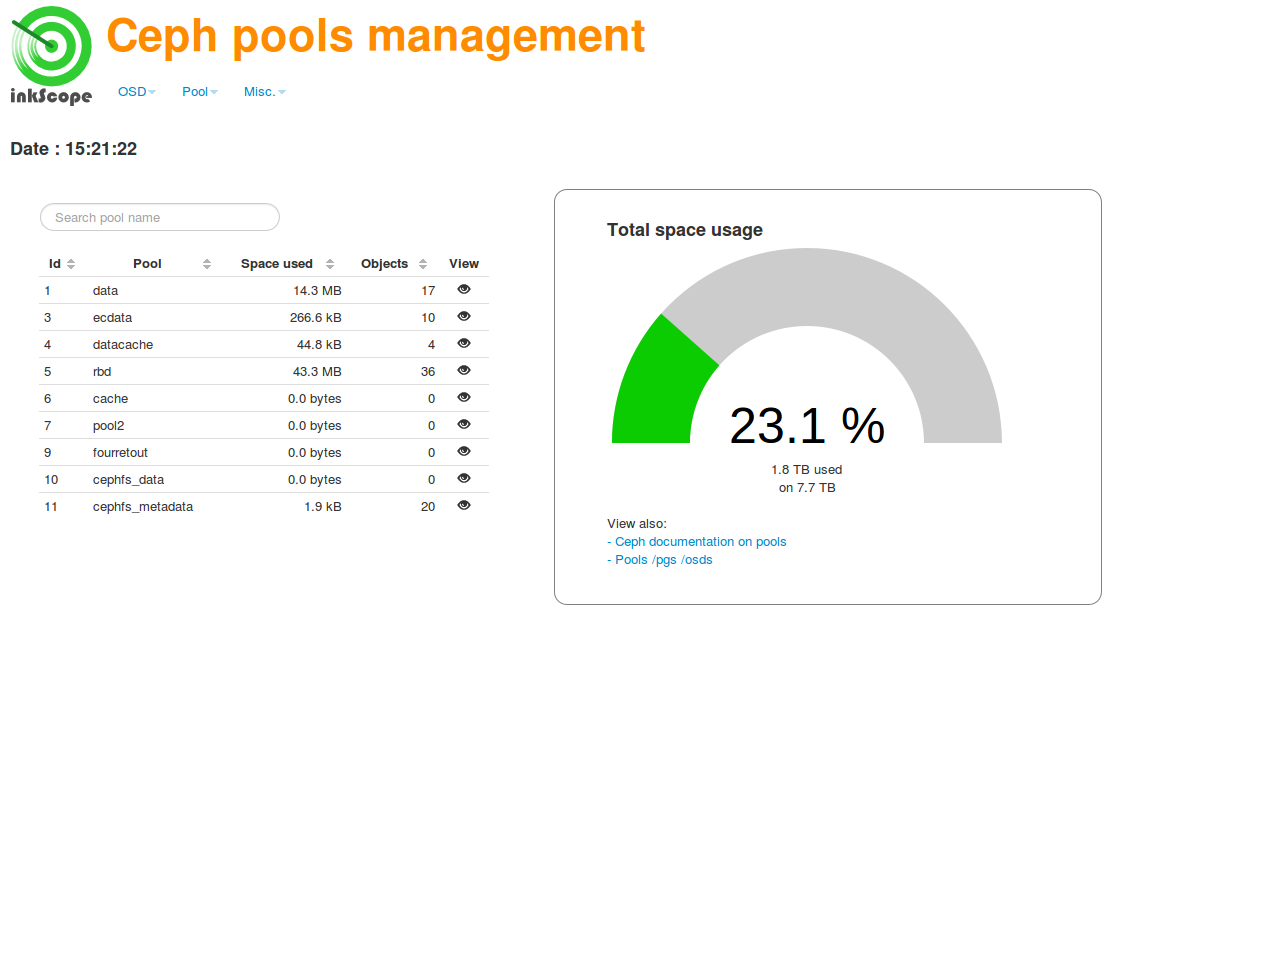 Ceph pools management
inkScope
OSD Pool Misc.
Date : 15:21:22
Search pool name
Id Pool Space used Objects View
1 data 14.3 MB 17
3 ecdata 266.6 kB 10
4 datacache 44.8 kB 4
5 rbd 43.3 MB 36
6 cache 0.0 bytes 0
7 pool2 0.0 bytes 0
9 fourretout 0.0 bytes 0
10 cephfs_data 0.0 bytes 0
11 cephfs_metadata 1.9 kB 20
Total space usage
23.1 %
1.8 TB used
on 7.7 TB
View also:
- Ceph documentation on pools
- Pools /pgs /osds